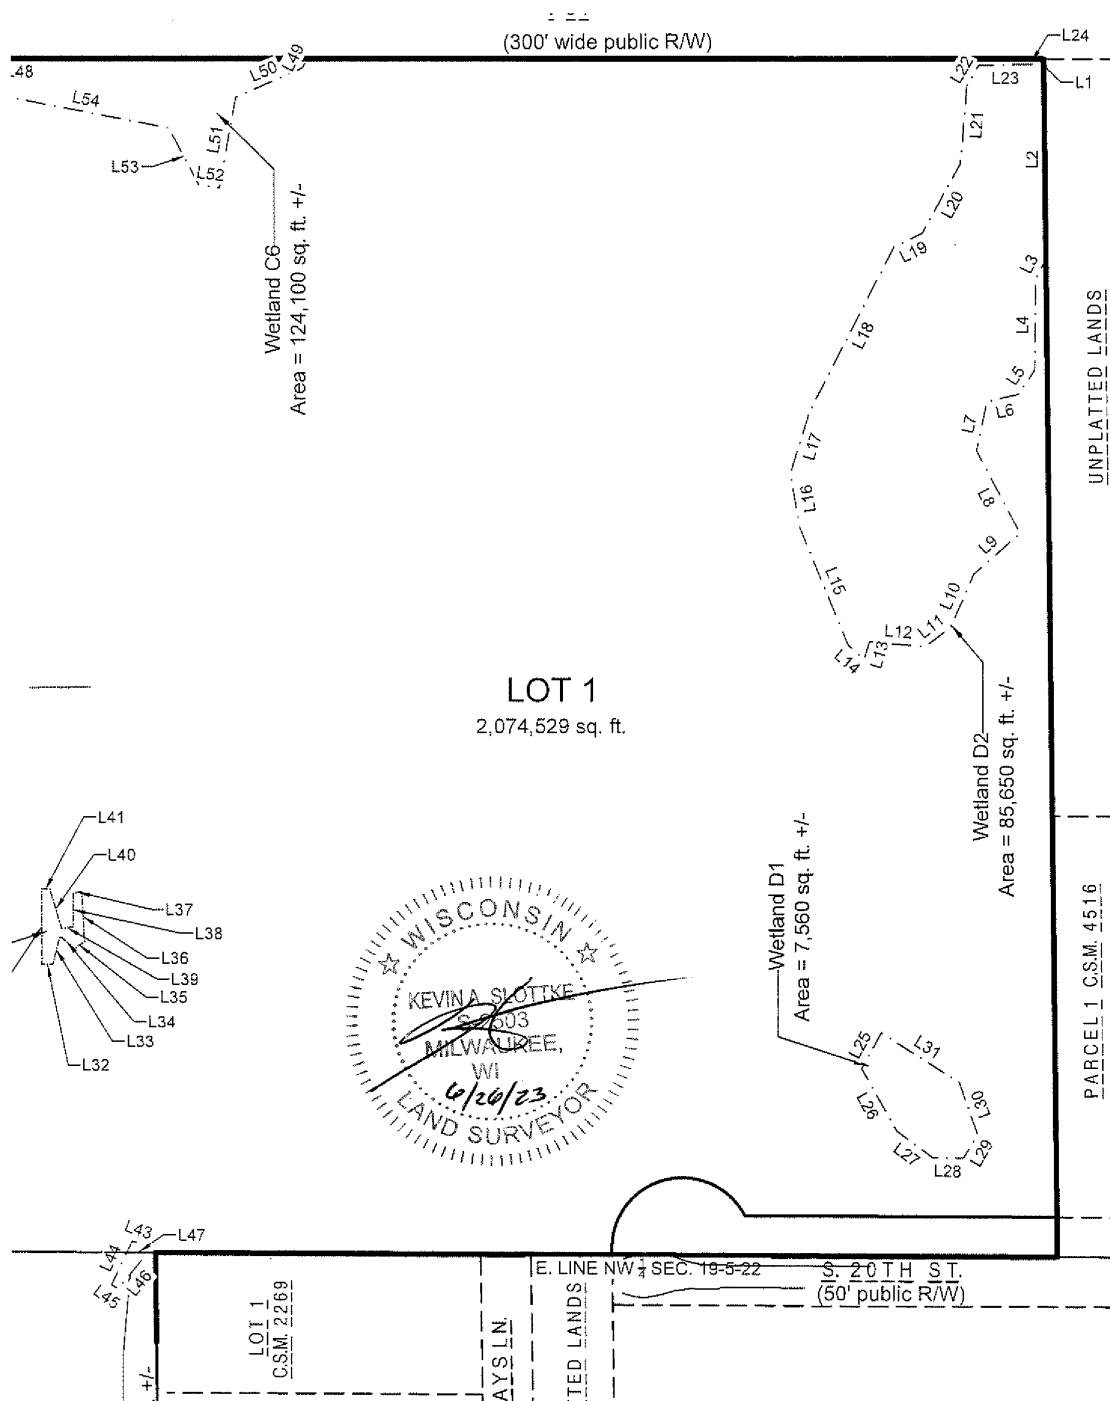 (300' wide public R/W)
L24
L1
L48
L54
L50
L49
L51
L53
L52
L22
L23
L21
L2
L20
L19
L3
L18
L4
L5
L6
L7
L17
L16
L8
L9
L15
L10
L11
L12
L13
L14
Wetland C6
Area = 124,100 sq. ft. +/-
UNPLATTED LANDS
LOT 1
2,074,529 sq. ft.
Wetland D2
Area = 85,650 sq. ft. +/-
Wetland D1
Area = 7,560 sq. ft. +/-
PARCEL 1 C.S.M. 4516
L41
L40
L37
L38
L36
L39
L35
L34
L33
L32
WISCONSIN
KEVIN A. SLOTTKE
MILWAUKEE,
WI
6/26/23
LAND SURVEYOR
L25
L31
L26
L30
L27
L28
L29
L43
L47
L44
L46
L45
E. LINE NW 1/4 SEC. 19-5-22
S. 20TH ST.
(50' public R/W)
LOT 1
C.S.M. 2269
AYS LN.
TED LANDS
+/-